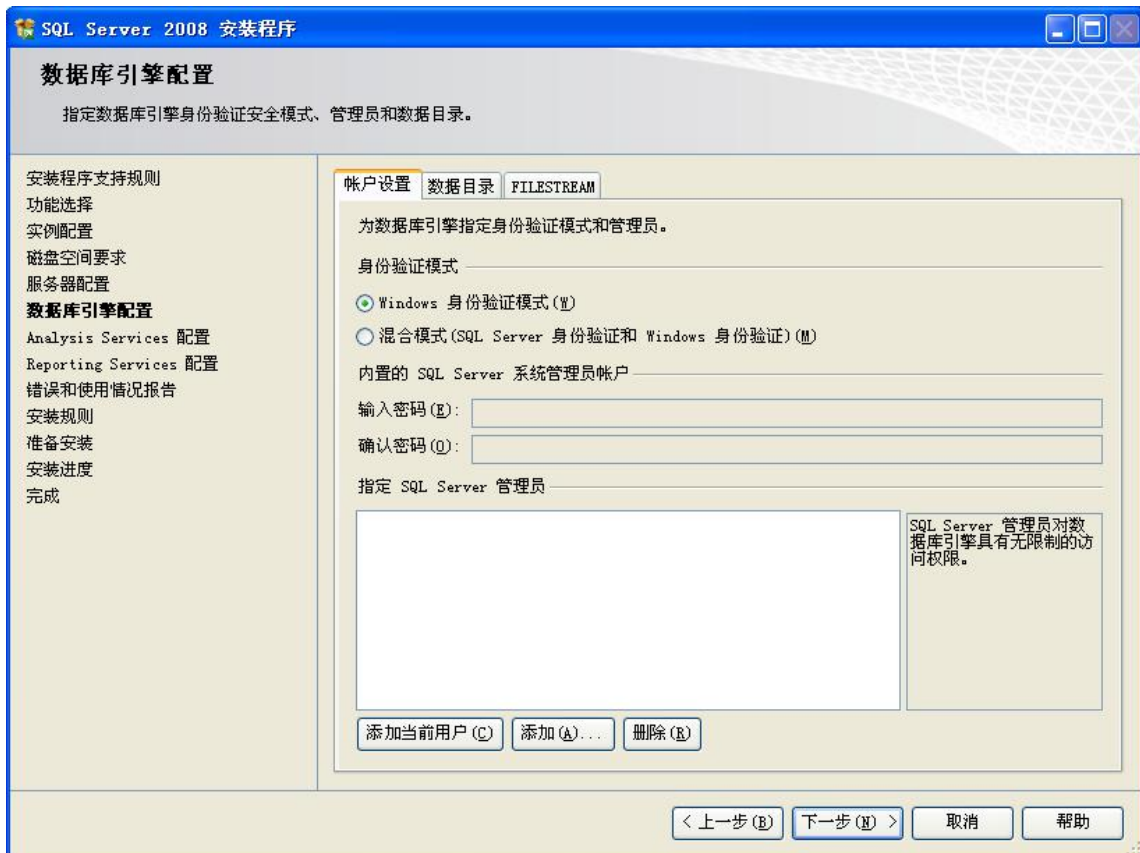 SQL Server 2008 安装程序
数据库引擎配置
指定数据库引擎身份验证安全模式、管理员和数据目录。
安装程序支持规则
功能选择
实例配置
磁盘空间要求
服务器配置
数据库引擎配置
Analysis Services 配置
Reporting Services 配置
错误和使用情况报告
安装规则
准备安装
安装进度
完成
帐户设置 数据目录 FILESTREAM
为数据库引擎指定身份验证模式和管理员。
身份验证模式
Windows 身份验证模式(W)
混合模式(SQL Server 身份验证和 Windows 身份验证)(M)
内置的 SQL Server 系统管理员帐户
输入密码(E):
确认密码(O):
指定 SQL Server 管理员
SQL Server 管理员对数
据库引擎具有无限制的访
问权限。
添加当前用户(C) 添加(A)... 删除(R)
< 上一步(B) 下一步(N) > 取消 帮助